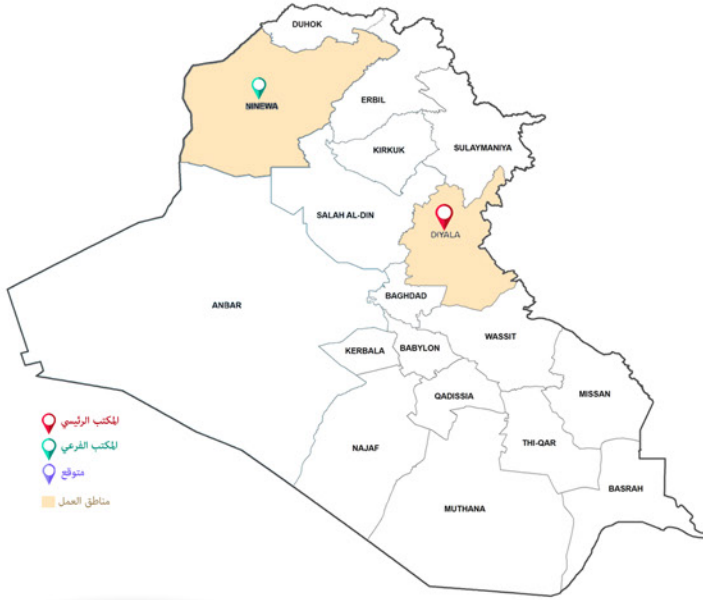 DUHOK
NINEWA
ERBIL
KIRKUK
SULAYMANIYA
SALAH AL-DIN
DIYALA
ANBAR
BAGHDAD
WASSIT
KERBALA
BABYLON
QADISSIA
MISSAN
NAJAF
THI-QAR
BASRAH
MUTHANA
المكتب الرئيسي
المكتب الفرعي
متوقع
مناطق العمل